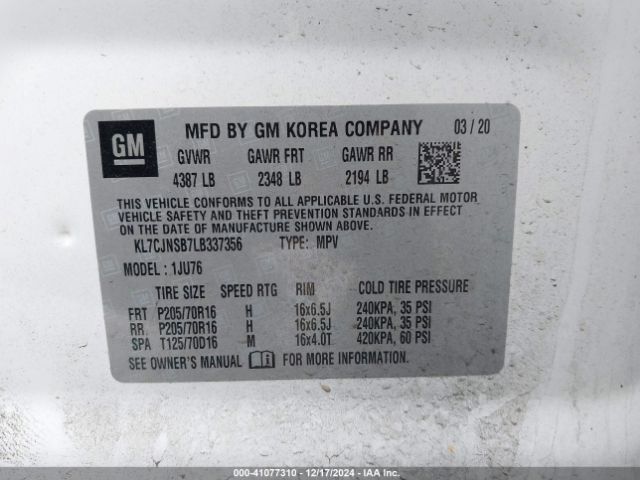 GM MFD BY GM KOREA COMPANY 03 / 20
GVWR GAWR FRT GAWR RR
4387 LB 2348 LB 2194 LB
THIS VEHICLE CONFORMS TO ALL APPLICABLE U.S. FEDERAL MOTOR
VEHICLE SAFETY AND THEFT PREVENTION STANDARDS IN EFFECT
ON THE DATE OF MANUFACTURE SHOWN ABOVE.
KL7CJNSB7LB337356 TYPE: MPV
MODEL : 1JU76
TIRE SIZE SPEED RTG RIM COLD TIRE PRESSURE
FRT P205/70R16 H 16x6.5J 240KPA, 35 PSI
RR P205/70R16 H 16x6.5J 240KPA, 35 PSI
SPA T125/70D16 M 16x4.0T 420KPA, 60 PSI
SEE OWNER'S MANUAL FOR MORE INFORMATION
000-41077310 - 12/17/2024 - IAA Inc.